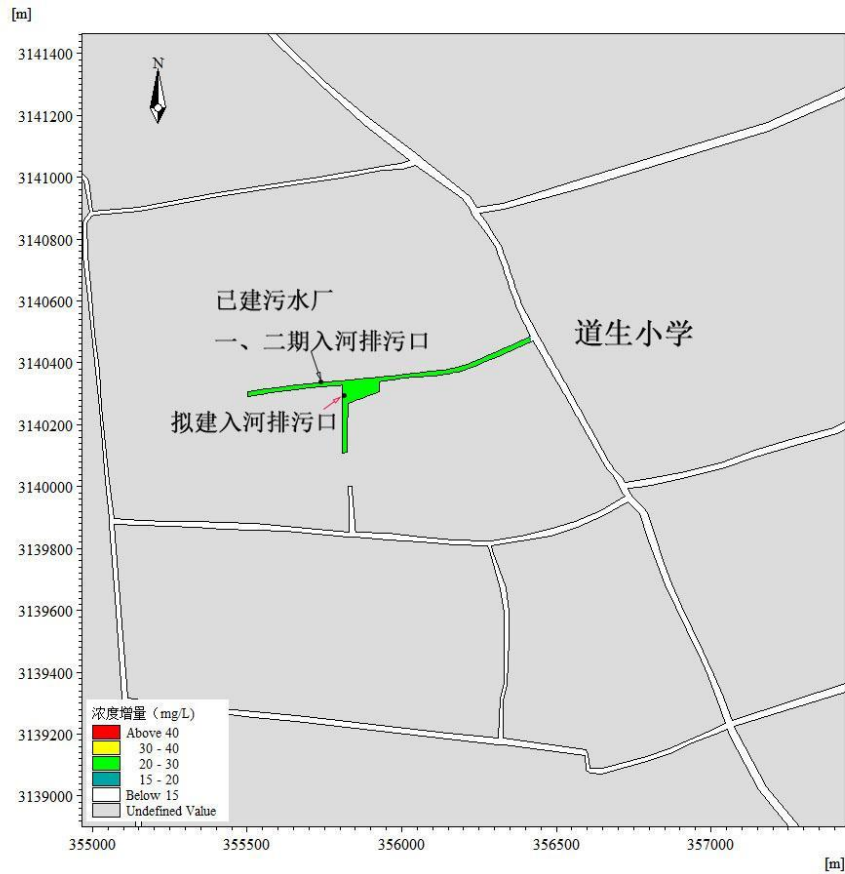 [m]
3141400
N
3141200
3141000
3140800
3140600
已建污水厂
一、二期入河排污口
道生小学
3140400
拟建入河排污口
3140200
3140000
3139800
3139600
3139400
浓度增量（mg/L)
Above 40
30 - 40
20 - 30
15 - 20
Below 15
Undefined Value
3139200
3139000
355000 355500 356000 356500 357000
[m]